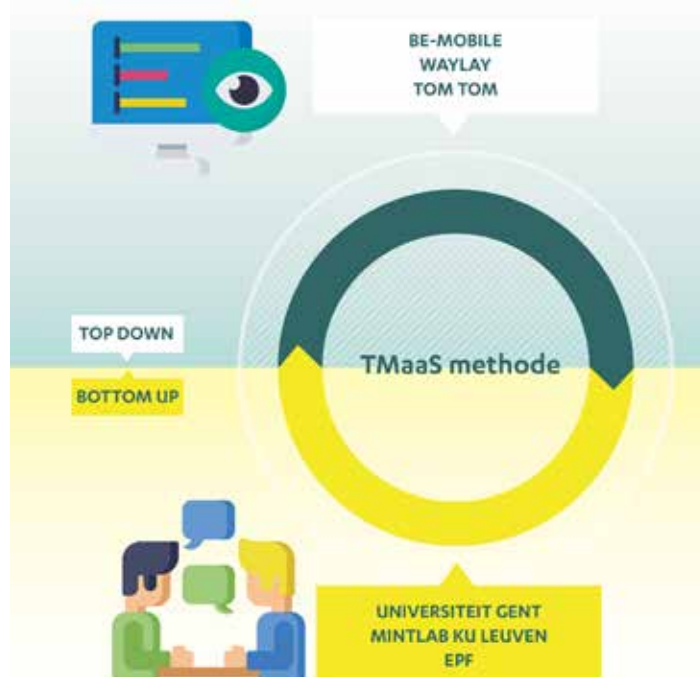 BE-MOBILE
WAYLAY
TOM TOM
TOP DOWN
TMaaS methode
BOTTOM UP
UNIVERSITEIT GENT
MINTLAB KU LEUVEN
EPF